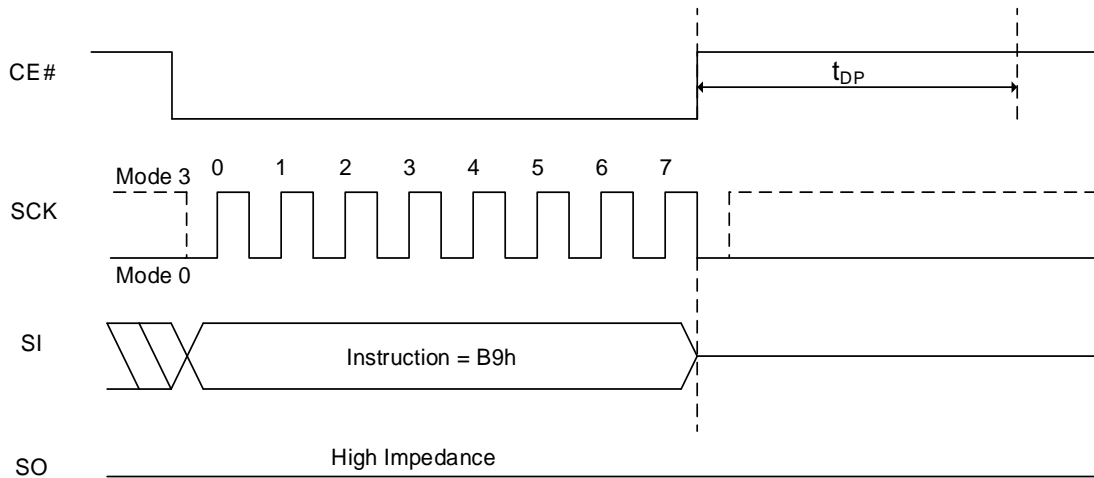 CE#
tDP
Mode 3
0 1 2 3 4 5 6 7
SCK
Mode 0
SI
Instruction = B9h
High Impedance
SO